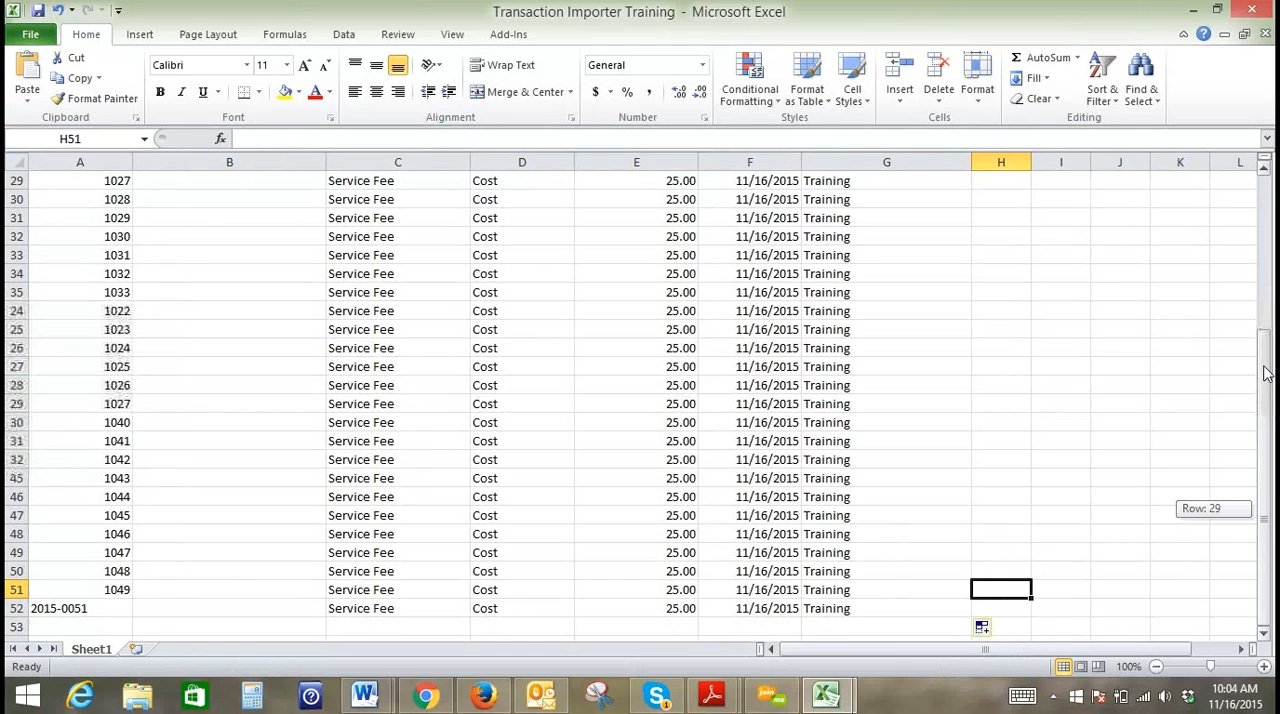 Transaction Importer Training - Microsoft Excel
File Home Insert Page Layout Formulas Data Review View Add-Ins
Cut Calibri 11 Wrap Text General AutoSum
Copy Fill
Paste Format Painter Merge & Center $ % , Conditional Formatting Format as Table Cell Styles Insert Delete Format Clear Sort & Filter Find & Select
Clipboard Font Alignment Number Styles Cells Editing
H51 fx
A B C D E F G H I J K L
29 1027 Service Fee Cost 25.00 11/16/2015 Training
30 1028 Service Fee Cost 25.00 11/16/2015 Training
31 1029 Service Fee Cost 25.00 11/16/2015 Training
32 1030 Service Fee Cost 25.00 11/16/2015 Training
33 1031 Service Fee Cost 25.00 11/16/2015 Training
34 1032 Service Fee Cost 25.00 11/16/2015 Training
35 1033 Service Fee Cost 25.00 11/16/2015 Training
24 1022 Service Fee Cost 25.00 11/16/2015 Training
25 1023 Service Fee Cost 25.00 11/16/2015 Training
26 1024 Service Fee Cost 25.00 11/16/2015 Training
27 1025 Service Fee Cost 25.00 11/16/2015 Training
28 1026 Service Fee Cost 25.00 11/16/2015 Training
29 1027 Service Fee Cost 25.00 11/16/2015 Training
30 1040 Service Fee Cost 25.00 11/16/2015 Training
31 1041 Service Fee Cost 25.00 11/16/2015 Training
32 1042 Service Fee Cost 25.00 11/16/2015 Training
45 1043 Service Fee Cost 25.00 11/16/2015 Training
46 1044 Service Fee Cost 25.00 11/16/2015 Training
47 1045 Service Fee Cost 25.00 11/16/2015 Training
48 1046 Service Fee Cost 25.00 11/16/2015 Training
49 1047 Service Fee Cost 25.00 11/16/2015 Training
50 1048 Service Fee Cost 25.00 11/16/2015 Training
51 1049 Service Fee Cost 25.00 11/16/2015 Training
52 2015-0051 Service Fee Cost 25.00 11/16/2015 Training
53
Row: 29
Sheet1
Ready 100%
10:04 AM
11/16/2015